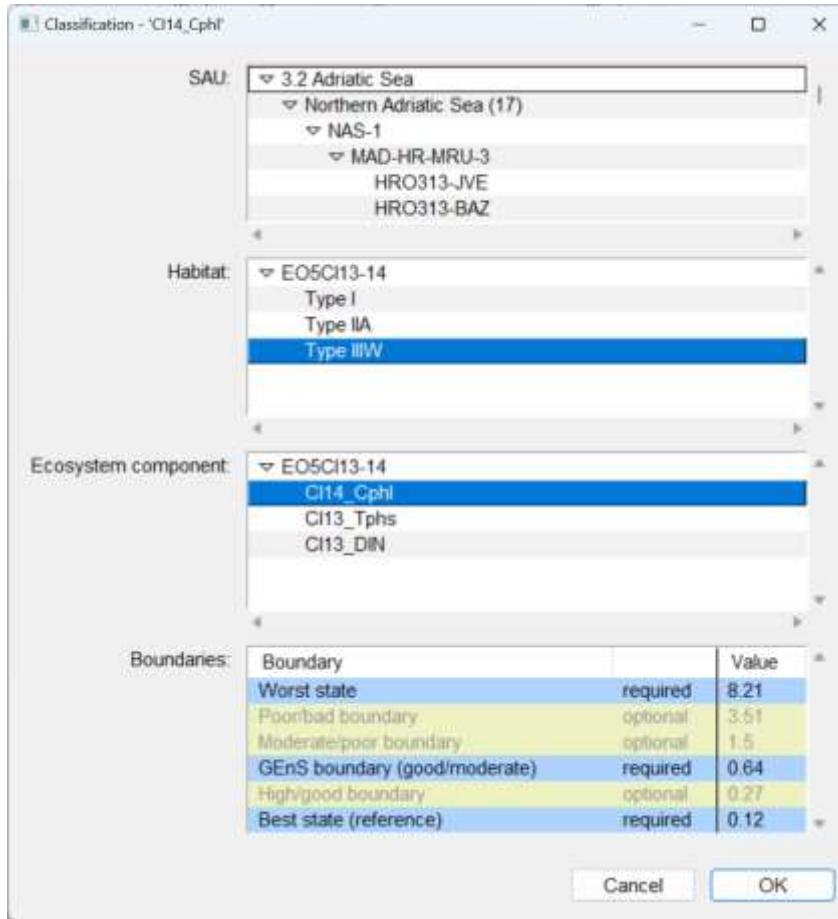 Classification - 'CI14_Cphl'
SAU:
3.2 Adriatic Sea
Northern Adriatic Sea (17)
NAS-1
MAD-HR-MRU-3
HRO313-JVE
HRO313-BAZ
Habitat:
EO5CI13-14
Type I
Type IIA
Type IIIW
Ecosystem component:
EO5CI13-14
CI14_Cphl
CI13_Tphs
CI13_DIN
Boundaries:
Boundary Value
Worst state required 8.21
Poor/bad boundary optional 3.51
Moderate/poor boundary optional 1.5
GEnS boundary (good/moderate) required 0.64
High/good boundary optional 0.27
Best state (reference) required 0.12
Cancel OK